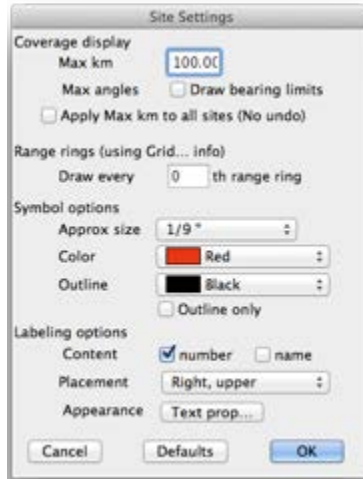 Site Settings
Coverage display
Max km 100.00
Max angles Draw bearing limits
Apply Max km to all sites (No undo)
Range rings (using Grid... info)
Draw every 0 th range ring
Symbol options
Approx size 1/9 "
Color Red
Outline Black
Outline only
Labeling options
Content number name
Placement Right, upper
Appearance Text prop...
Cancel Defaults OK